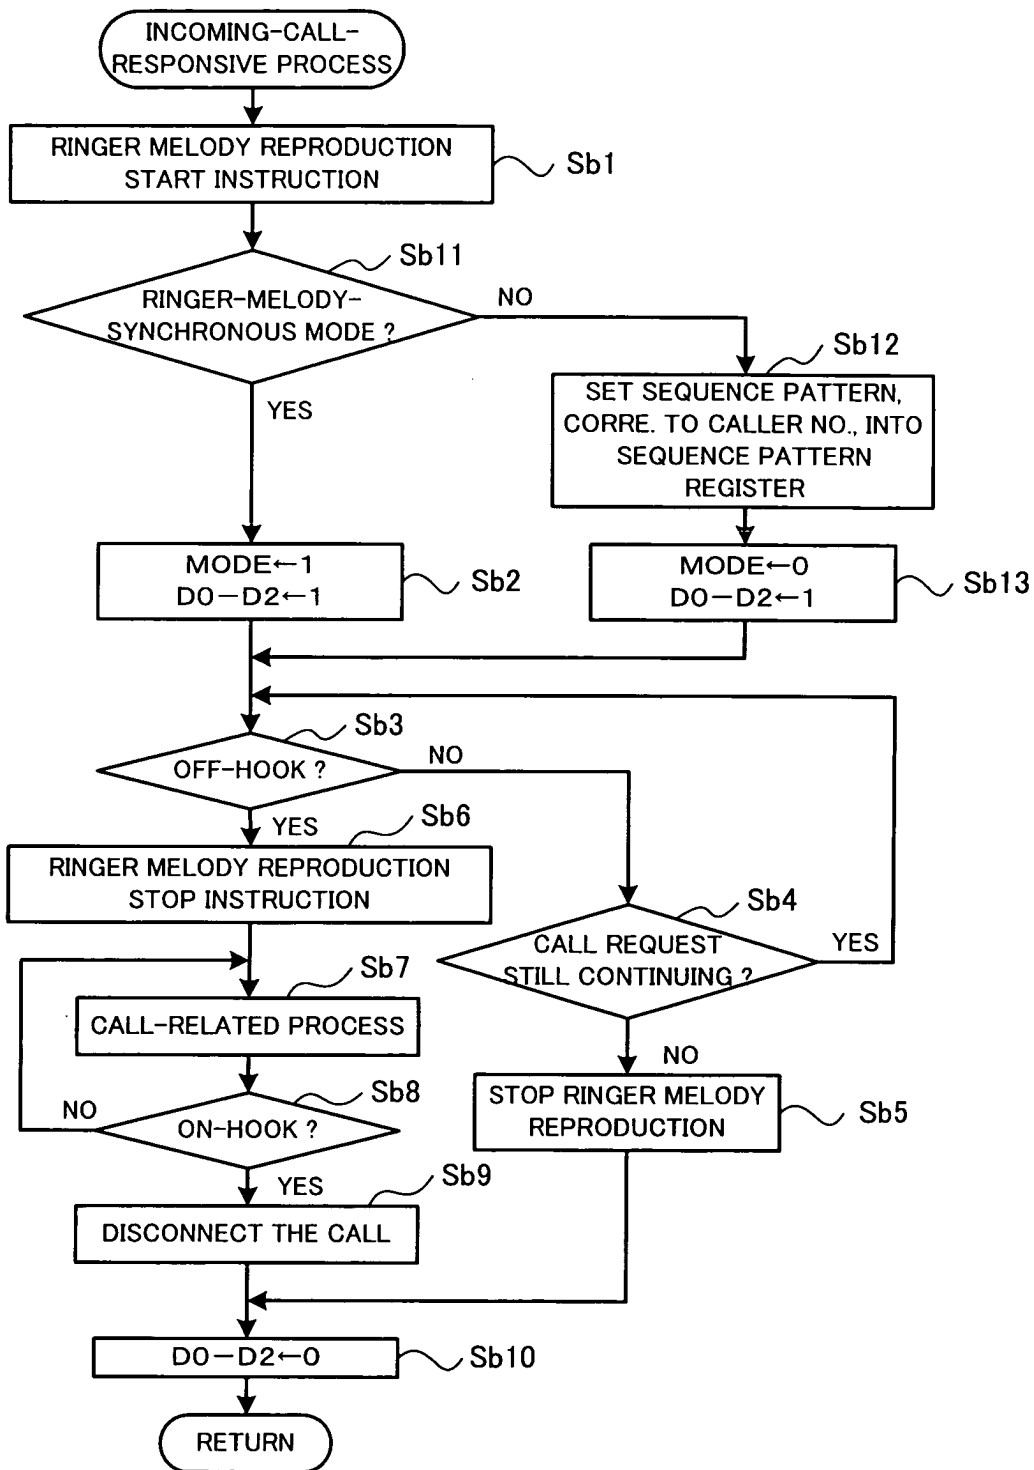 INCOMING-CALL-
RESPONSIVE PROCESS
RINGER MELODY REPRODUCTION
START INSTRUCTION
Sb1
Sb11
RINGER-MELODY-
SYNCHRONOUS MODE ?
NO
YES
Sb12
SET SEQUENCE PATTERN,
CORRE. TO CALLER NO., INTO
SEQUENCE PATTERN
REGISTER
MODE←1
D0-D2←1
Sb2
MODE←0
D0-D2←1
Sb13
Sb3
OFF-HOOK ?
NO
YES
Sb6
RINGER MELODY REPRODUCTION
STOP INSTRUCTION
Sb4
CALL REQUEST
STILL CONTINUING ?
YES
NO
Sb7
CALL-RELATED PROCESS
Sb8
ON-HOOK ?
NO
YES
STOP RINGER MELODY
REPRODUCTION
Sb5
Sb9
DISCONNECT THE CALL
D0-D2←0
Sb10
RETURN